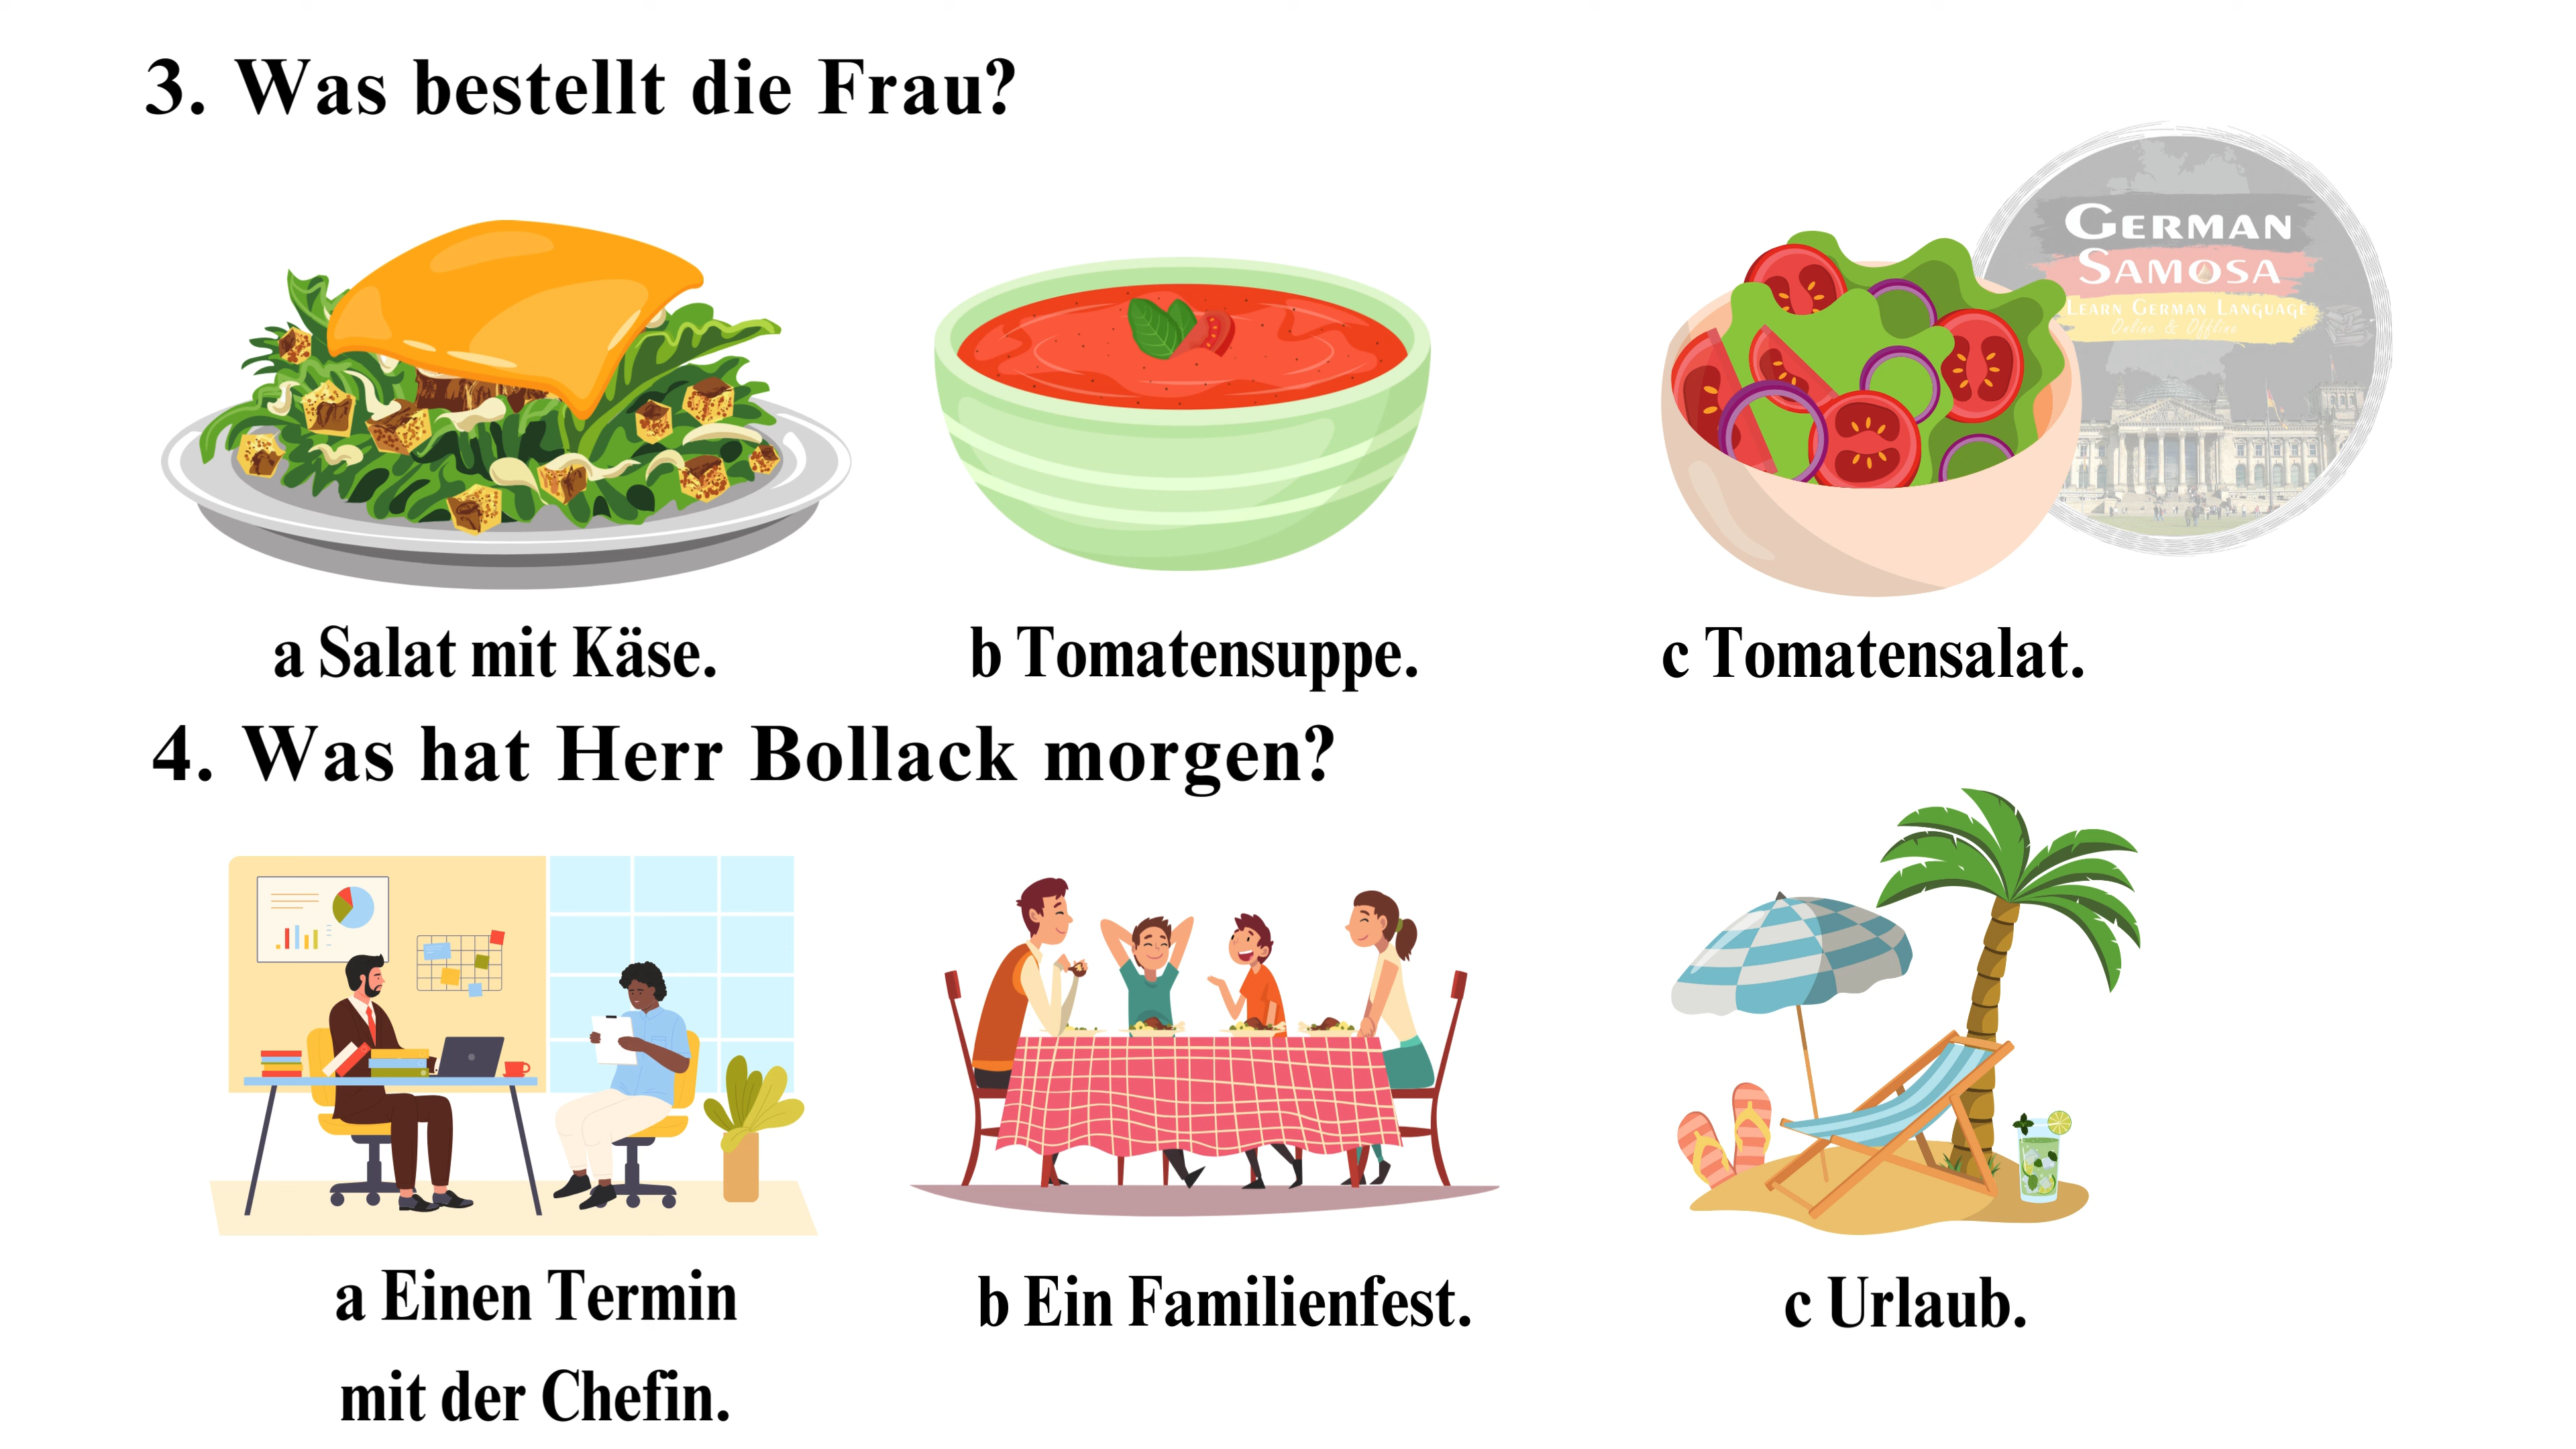 3. Was bestellt die Frau?
GERMAN
SAMOSA
LEARN GERMAN LANGUAGE
Online & Offline
a Salat mit Käse.
b Tomatensuppe.
c Tomatensalat.
4. Was hat Herr Bollack morgen?
a Einen Termin
mit der Chefin.
b Ein Familienfest.
c Urlaub.